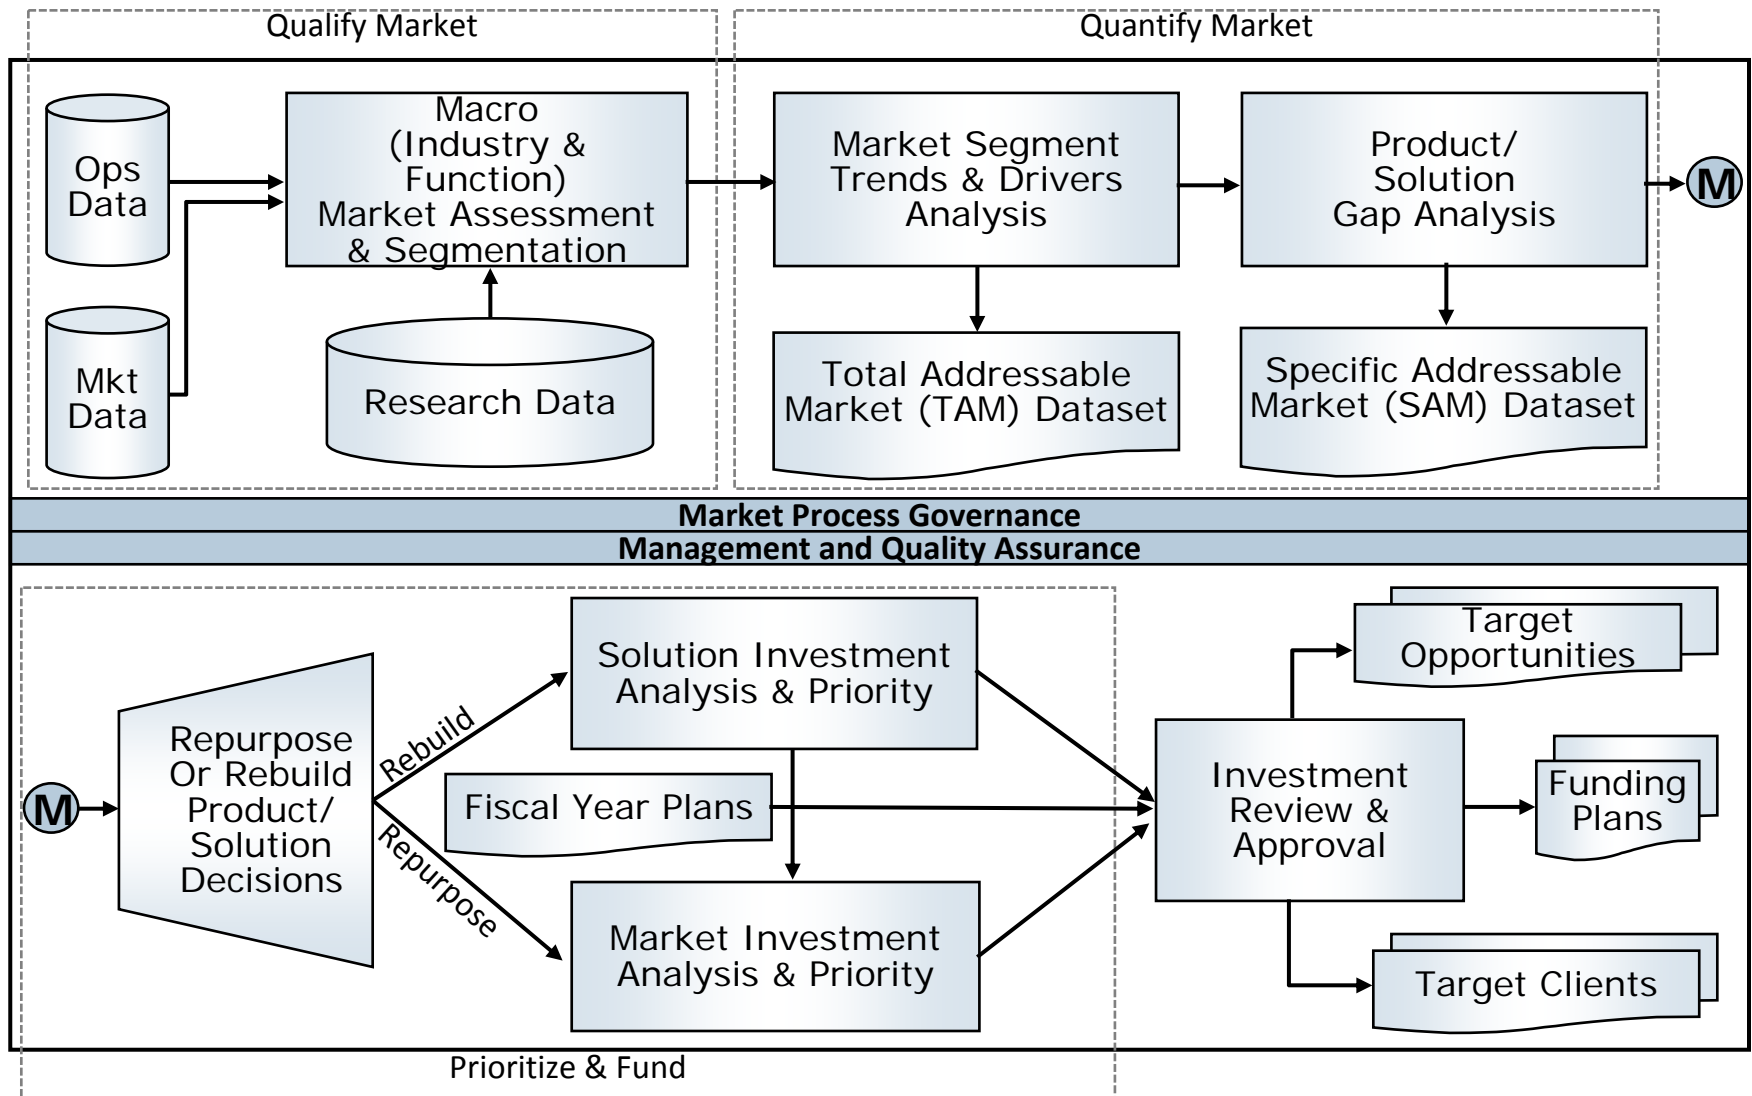 Qualify Market
Quantify Market
Ops
Data
Mkt
Data
Macro
(Industry &
Function)
Market Assessment
& Segmentation
Research Data
Market Segment
Trends & Drivers
Analysis
Product/
Solution
Gap Analysis
M
Total Addressable
Market (TAM) Dataset
Specific Addressable
Market (SAM) Dataset
Market Process Governance
Management and Quality Assurance
M
Repurpose
Or Rebuild
Product/
Solution
Decisions
Rebuild
Repurpose
Solution Investment
Analysis & Priority
Fiscal Year Plans
Market Investment
Analysis & Priority
Investment
Review &
Approval
Target
Opportunities
Funding
Plans
Target Clients
Prioritize & Fund